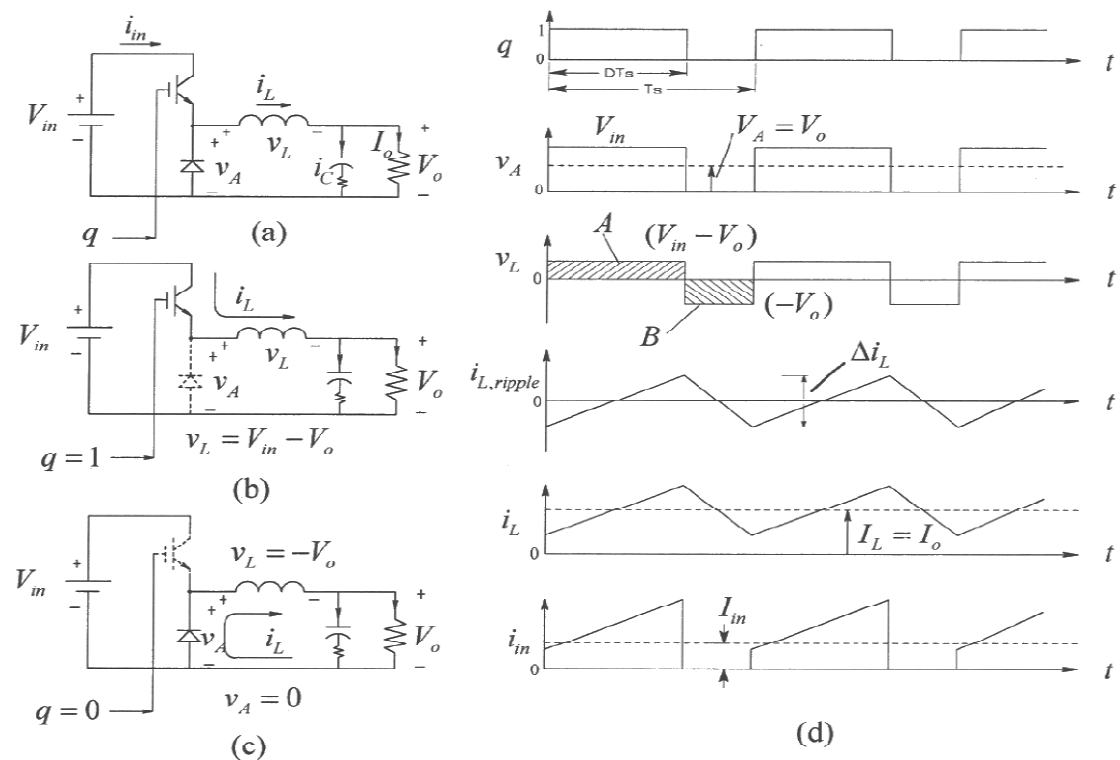 i_in
V_in
+
−
i_L
+ + v_L −
v_A
−
i_C
I_o
+
V_o
−
q
(a)
V_in
+
−
i_L
+ + v_L −
v_A
−
+
V_o
−
v_L = V_in − V_o
q = 1
(b)
V_in
+
−
v_L = −V_o
+ + −
v_A
−
i_L
+
V_o
−
q = 0
v_A = 0
(c)
q
1
0
DTs
Ts
t
v_A
V_in
V_A = V_o
0
t
v_L
A
(V_in − V_o)
0
(−V_o)
B
t
i_L,ripple
Δi_L
0
t
i_L
I_L = I_o
0
t
i_in
I_in
0
t
(d)